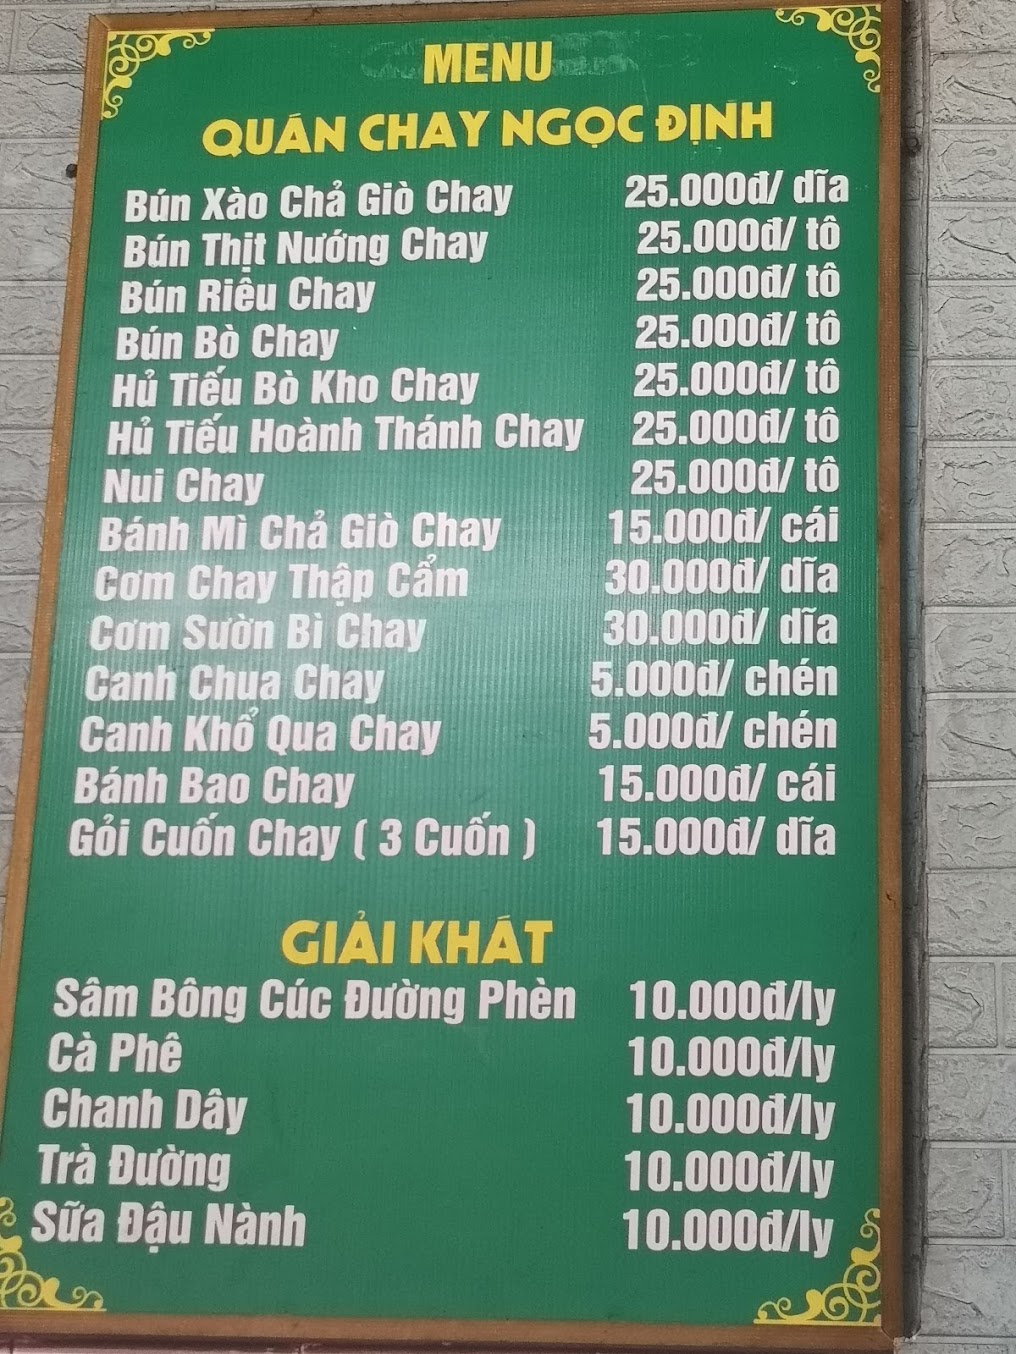 MENU
QUÁN CHAY NGỌC ĐỊNH
Bún Xào Chả Giò Chay 25.000đ/ dĩa
Bún Thịt Nướng Chay 25.000đ/ tô
Bún Riêu Chay 25.000đ/ tô
Bún Bò Chay 25.000đ/ tô
Hủ Tiếu Bò Kho Chay 25.000đ/ tô
Hủ Tiếu Hoành Thánh Chay 25.000đ/ tô
Nui Chay 25.000đ/ tô
Bánh Mì Chả Giò Chay 15.000đ/ cái
Cơm Chay Thập Cẩm 30.000đ/ dĩa
Cơm Sườn Bì Chay 30.000đ/ dĩa
Canh Chua Chay 5.000đ/ chén
Canh Khổ Qua Chay 5.000đ/ chén
Bánh Bao Chay 15.000đ/ cái
Gỏi Cuốn Chay ( 3 Cuốn ) 15.000đ/ dĩa
GIẢI KHÁT
Sâm Bông Cúc Đường Phèn 10.000đ/ly
Cà Phê 10.000đ/ly
Chanh Dây 10.000đ/ly
Trà Đường 10.000đ/ly
Sữa Đậu Nành 10.000đ/ly